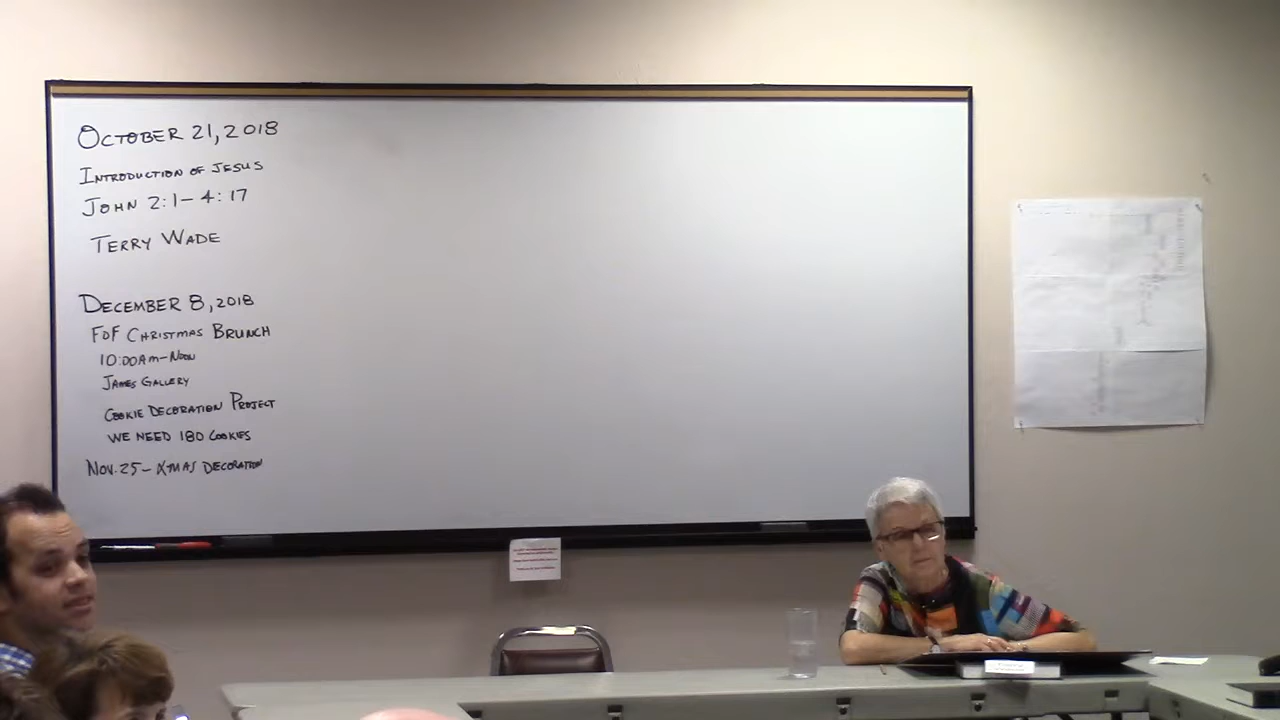 OCTOBER 21, 2018
INTRODUCTION OF JESUS
JOHN 2:1-4:17
TERRY WADE
DECEMBER 8, 2018
FDF CHRISTMAS BRUNCH
10:00AM-NOON
JAMES GALLERY
COOKIE DECORATION PROJECT
WE NEED 180 COOKIES
NOV. 25-XMAS DECORATION